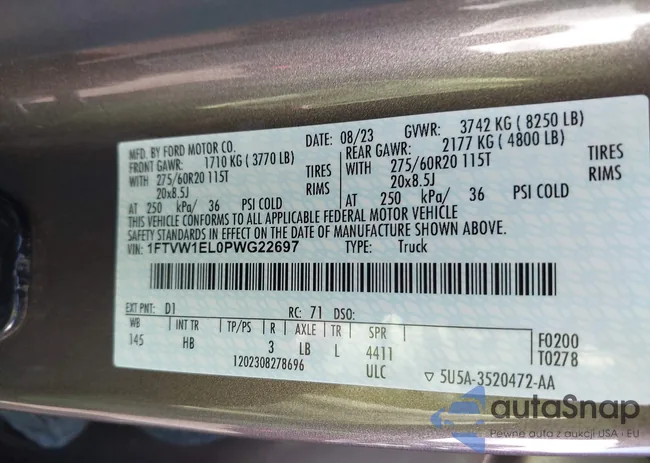 MFD. BY FORD MOTOR CO.
DATE: 08/23 GVWR: 3742 KG ( 8250 LB)
FRONT GAWR: 1710 KG ( 3770 LB) REAR GAWR: 2177 KG ( 4800 LB)
WITH 275/60R20 115T TIRES WITH 275/60R20 115T TIRES
20x8.5J RIMS 20x8.5J RIMS
AT 250 kPa/ 36 PSI COLD AT 250 kPa/ 36 PSI COLD
THIS VEHICLE CONFORMS TO ALL APPLICABLE FEDERAL MOTOR VEHICLE
SAFETY STANDARDS IN EFFECT ON THE DATE OF MANUFACTURE SHOWN ABOVE.
VIN: 1FTVW1EL0PWG22697 TYPE: Truck
EXT PNT: D1 RC: 71 DSO:
WB INT TR TP/PS R AXLE TR SPR F0200
145 HB 3 LB L 4411 T0278
1202308278696 ULC ▽ 5U5A-3520472-AA
autaSnap
Pewne auta z aukcji USA i EU